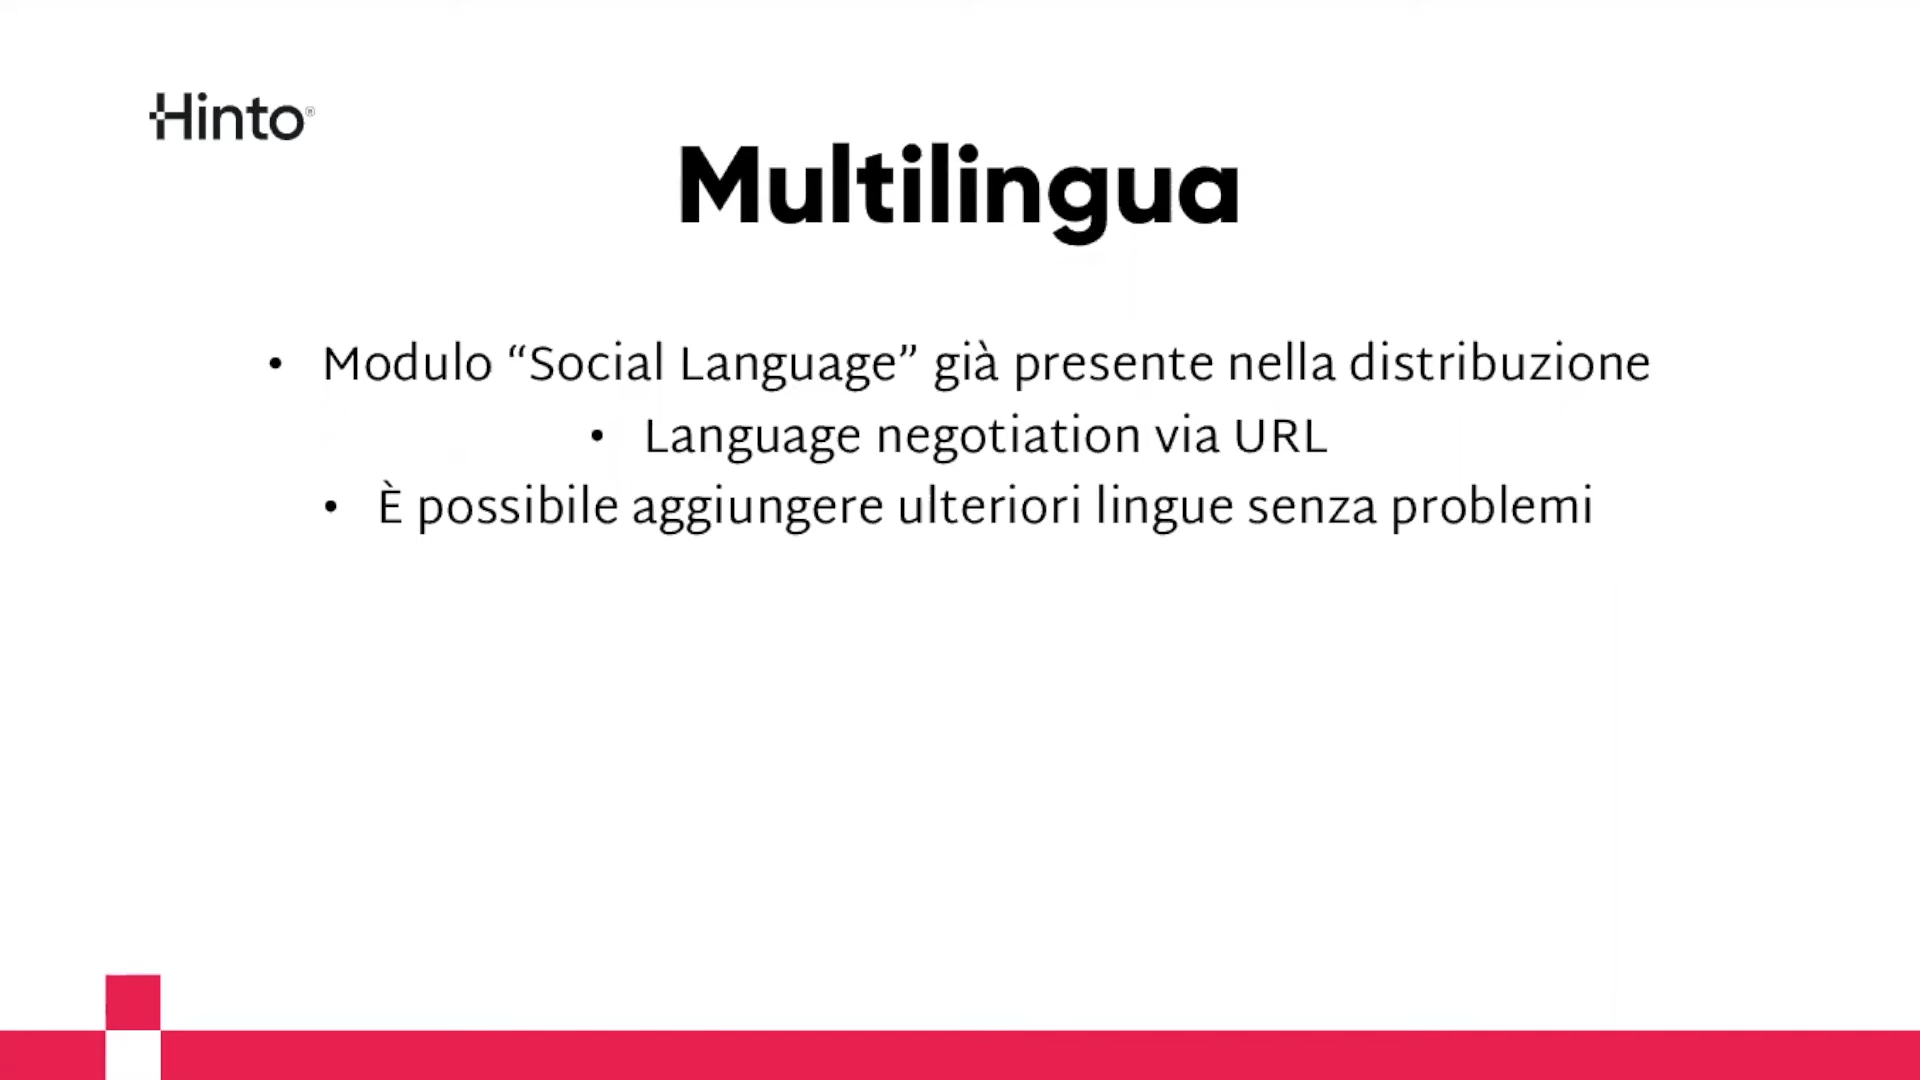 Hinto®
Multilingua
• Modulo “Social Language” già presente nella distribuzione
• Language negotiation via URL
• È possibile aggiungere ulteriori lingue senza problemi